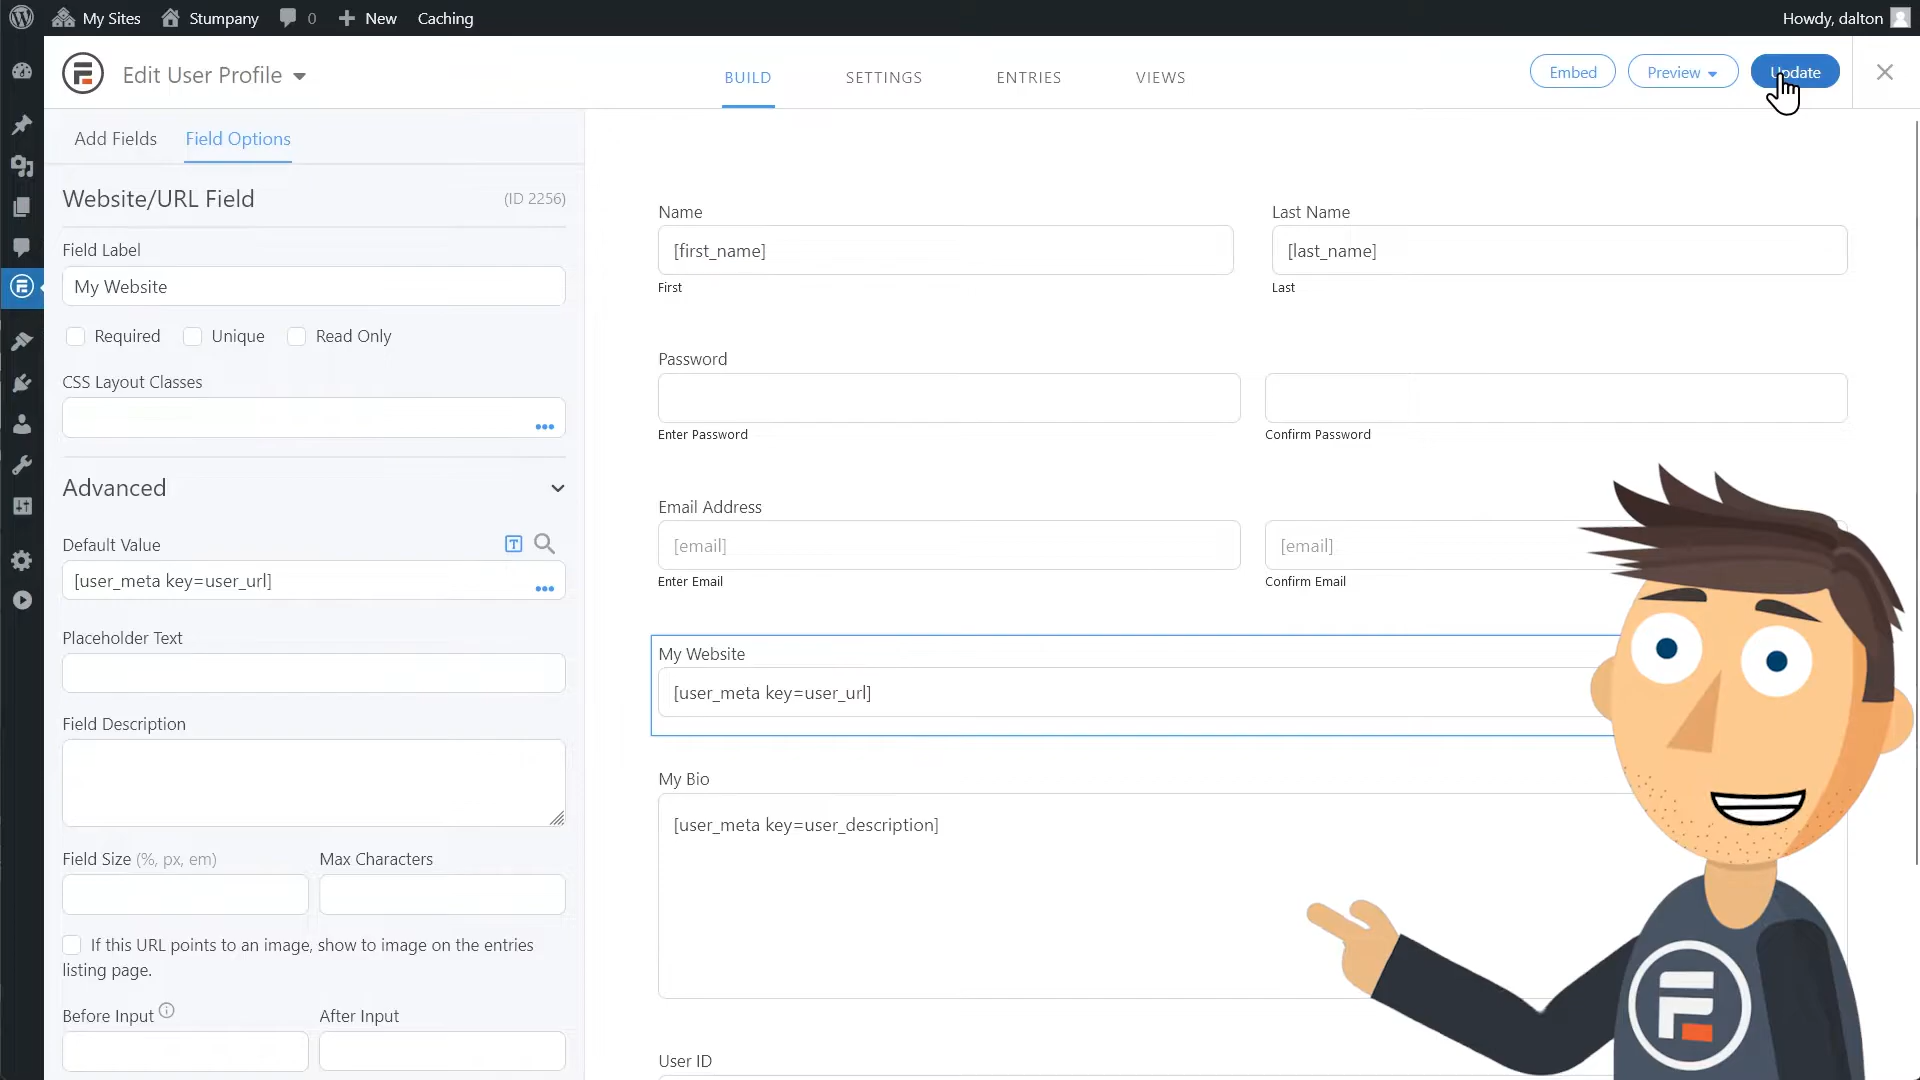 My Sites Stumpany 0 New Caching Howdy, dalton
Edit User Profile BUILD SETTINGS ENTRIES VIEWS Embed Preview Update
Add Fields Field Options
Website/URL Field (ID 2256)
Field Label
My Website
Required Unique Read Only
CSS Layout Classes
Advanced
Default Value
[user_meta key=user_url]
Placeholder Text
Field Description
Field Size (%, px, em) Max Characters
If this URL points to an image, show to image on the entries
listing page.
Before Input After Input
Name Last Name
[first_name] [last_name]
First Last
Password
Enter Password Confirm Password
Email Address
[email] [email]
Enter Email Confirm Email
My Website
[user_meta key=user_url]
My Bio
[user_meta key=user_description]
User ID